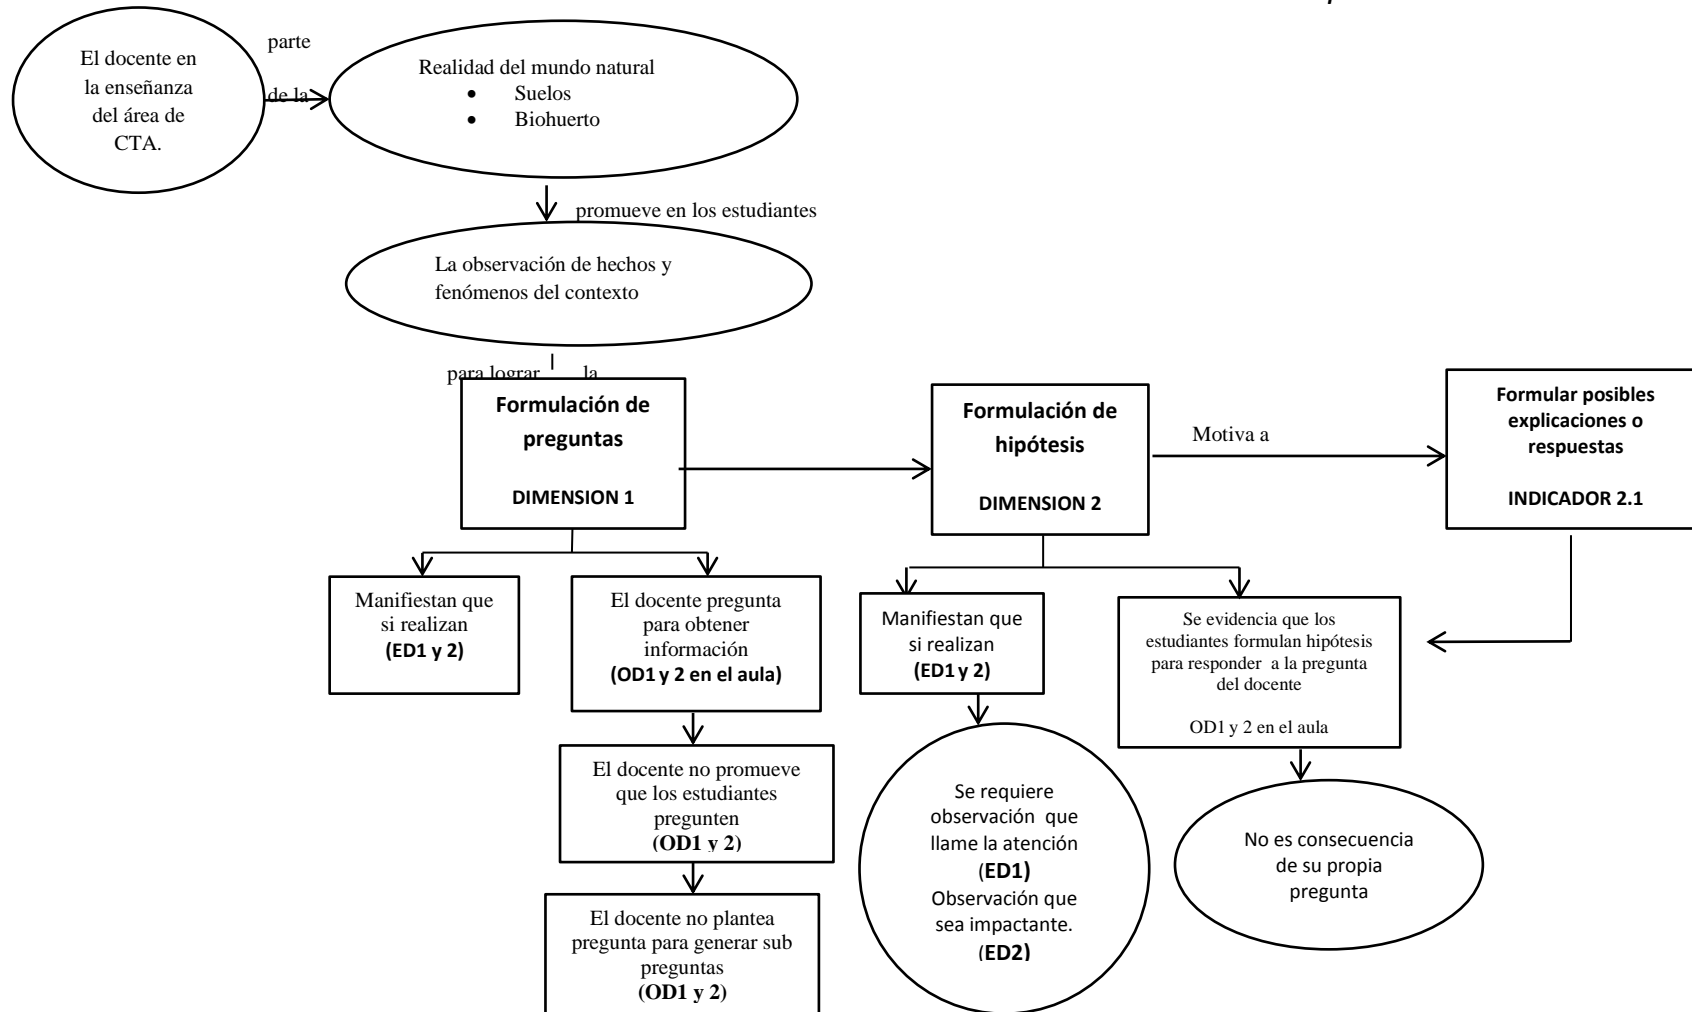 El docente en
la enseñanza
del área de
CTA.
parte
de la
Realidad del mundo natural
• Suelos
• Biohuerto
promueve en los estudiantes
La observación de hechos y
fenómenos del contexto
para lograr la
Formulación de
preguntas
DIMENSION 1
Formulación de
hipótesis
DIMENSION 2
Motiva a
Formular posibles
explicaciones o
respuestas
INDICADOR 2.1
Manifiestan que
si realizan
(ED1 y 2)
El docente pregunta
para obtener
información
(OD1 y 2 en el aula)
El docente no promueve
que los estudiantes
pregunten
(OD1 y 2)
El docente no plantea
pregunta para generar sub
preguntas
(OD1 y 2)
Manifiestan que
si realizan
(ED1 y 2)
Se requiere
observación que
llame la atención
(ED1)
Observación que
sea impactante.
(ED2)
Se evidencia que los
estudiantes formulan hipótesis
para responder a la pregunta
del docente
OD1 y 2 en el aula
No es consecuencia
de su propia
pregunta